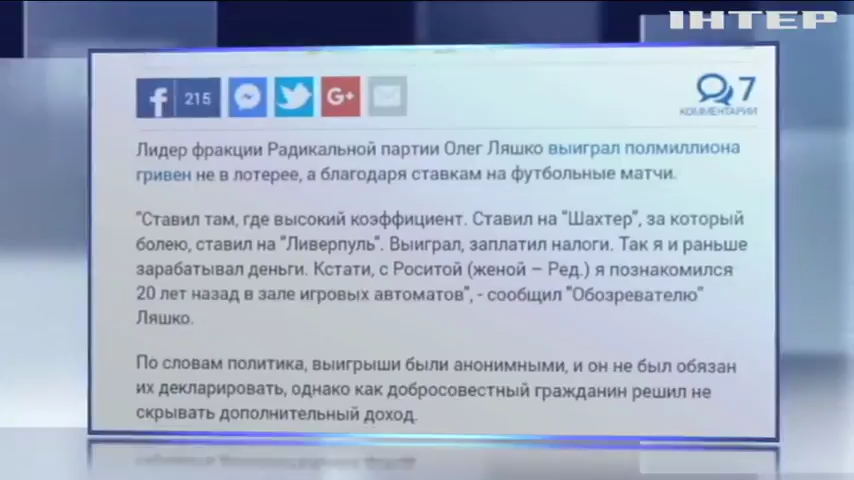 ІНТЕР
f 215
G+
7
КОММЕНТАРИИ
Лидер фракции Радикальной партии Олег Ляшко выиграл полмиллиона
гривен не в лотерее, а благодаря ставкам на футбольные матчи.
"Ставил там, где высокий коэффициент. Ставил на "Шахтер", за который
болею, ставил на "Ливерпуль". Выиграл, заплатил налоги. Так я и раньше
зарабатывал деньги. Кстати, с Роситой (женой – Ред.) я познакомился
20 лет назад в зале игровых автоматов", - сообщил "Обозревателю"
Ляшко.
По словам политика, выигрыши были анонимными, и он не был обязан
их декларировать, однако как добросовестный гражданин решил не
скрывать дополнительный доход.